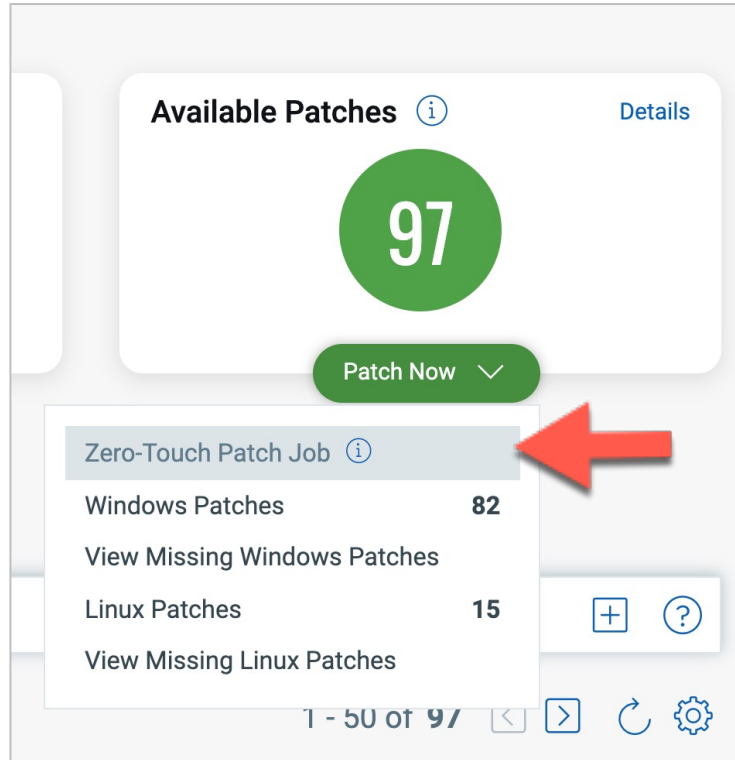 Available Patches Details
97
Patch Now
Zero-Touch Patch Job
Windows Patches 82
View Missing Windows Patches
Linux Patches 15
View Missing Linux Patches
1 - 50 of 97